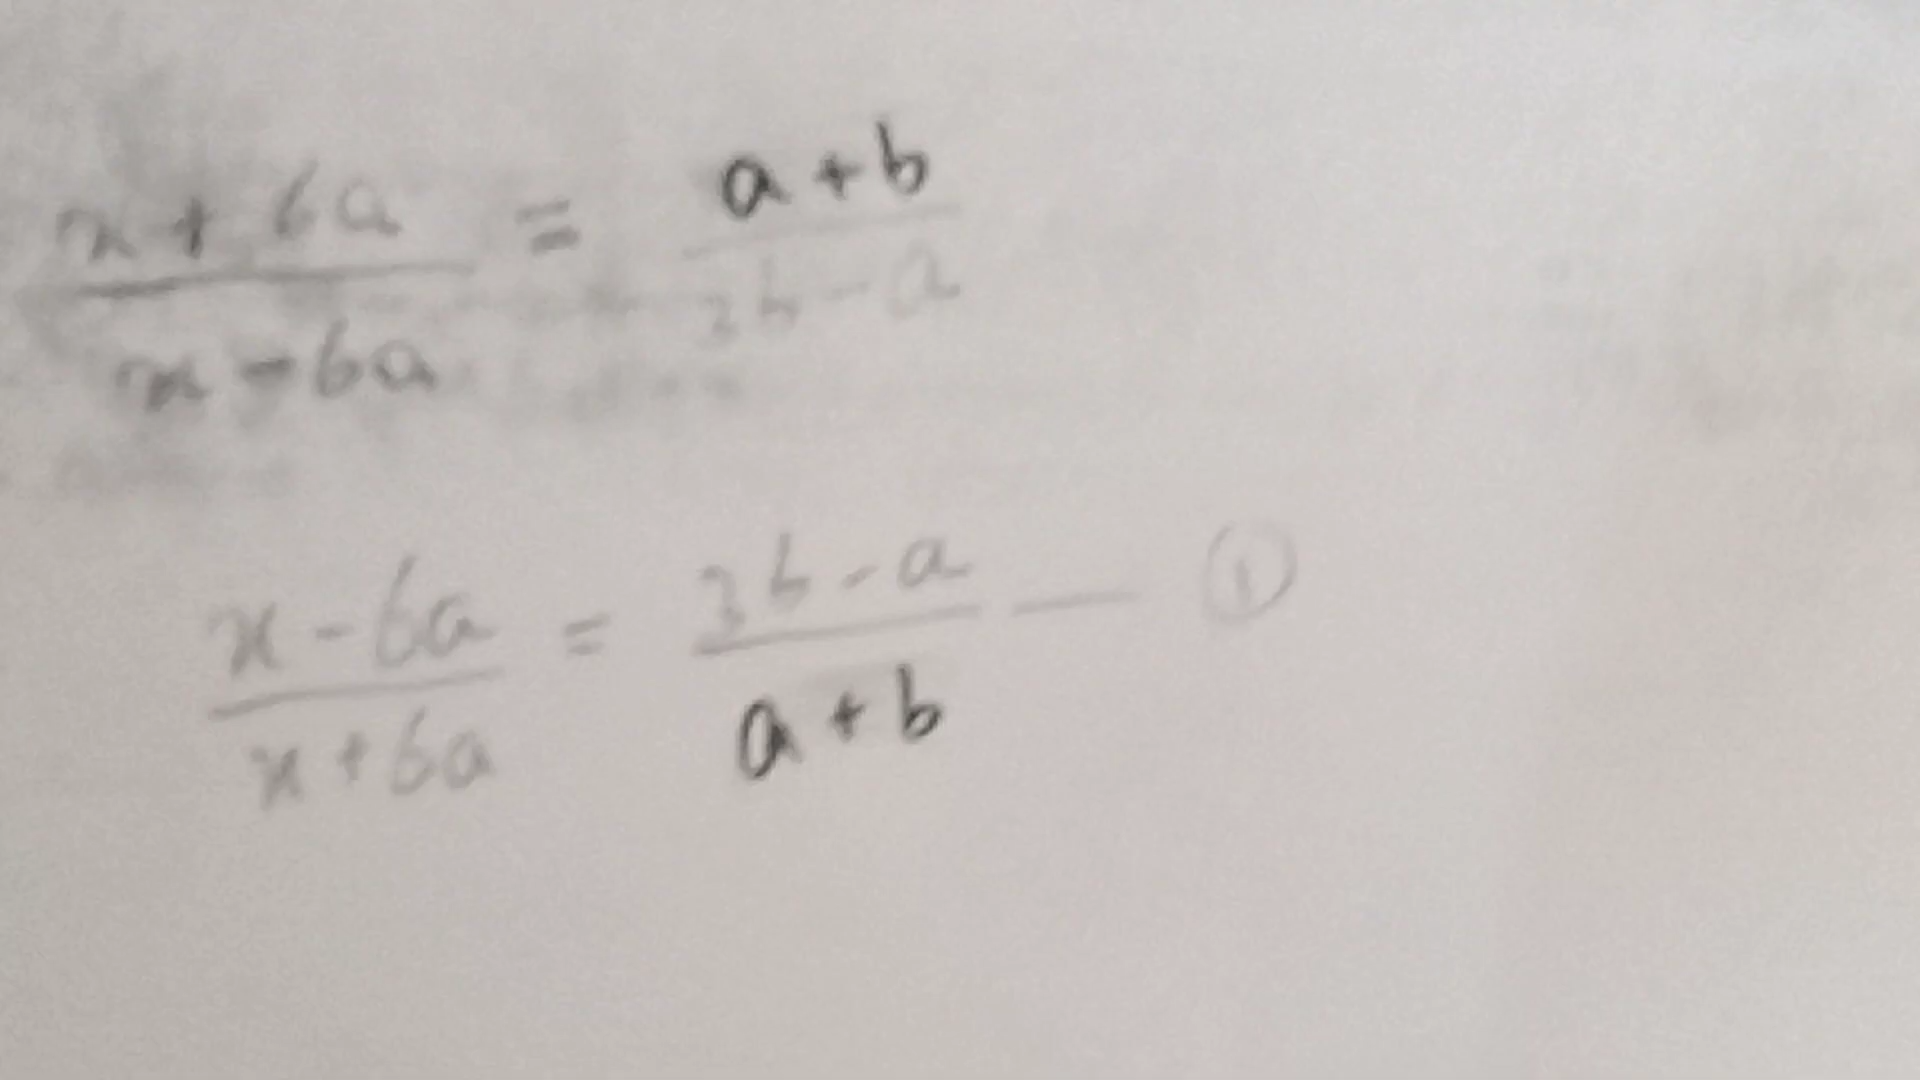 x + 6a / x - 6a = a + b / 3b - a
x - 6a / x + 6a = 3b - a / a + b — ①